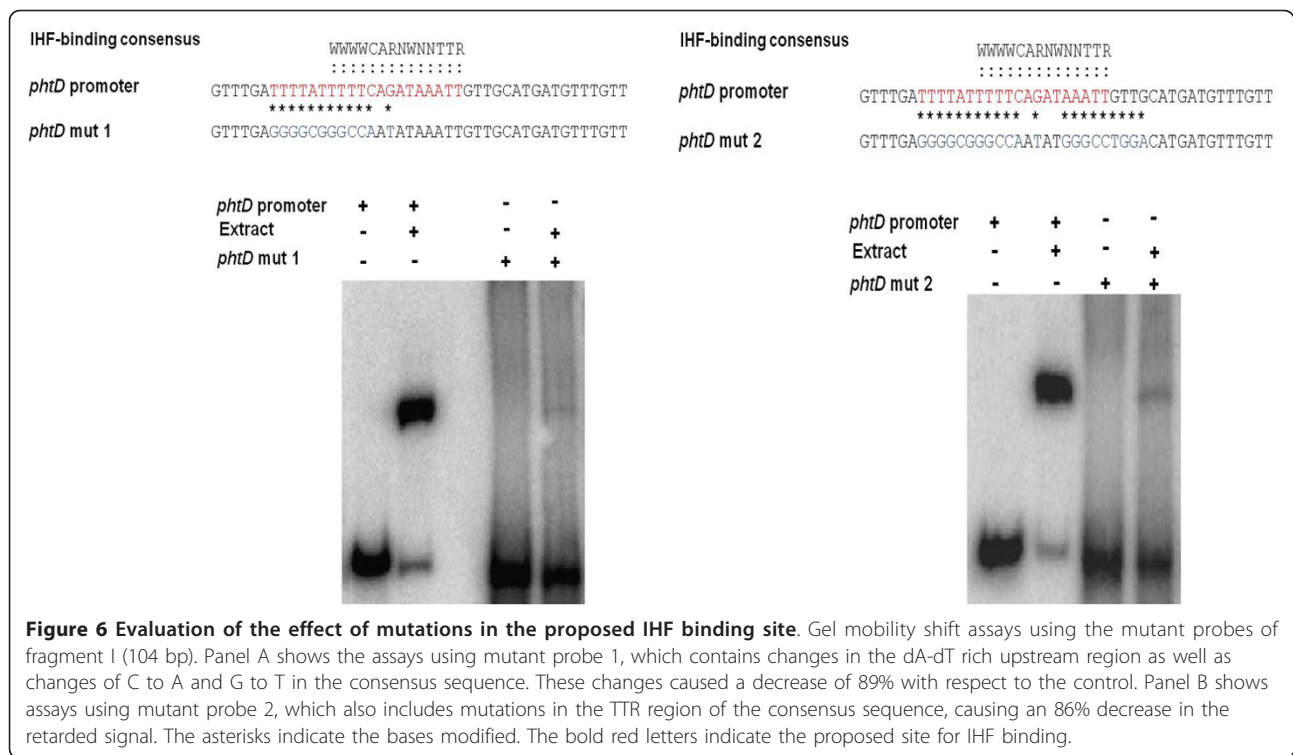 IHF-binding consensus
WWWWCARNWNNTTR
::::::::::::::
phtD promoter GTTTGATTTTATTTTTCAGATAAATTGTTGCATGATGTTTGTT
*********** *
phtD mut 1 GTTTGAGGGGCGGGCCAATATAAATTGTTGCATGATGTTTGTT
phtD promoter + + - -
Extract - + - +
phtD mut 1 - - + +
IHF-binding consensus
WWWWCARNWNNTTR
::::::::::::::
phtD promoter GTTTGATTTTATTTTTCAGATAAATTGTTGCATGATGTTTGTT
*********** * *********
phtD mut 2 GTTTGAGGGGCGGGCCAATATGGGCCTGGACATGATGTTTGTT
phtD promoter + + - -
Extract - + - +
phtD mut 2 - - + +
Figure 6 Evaluation of the effect of mutations in the proposed IHF binding site. Gel mobility shift assays using the mutant probes of
fragment I (104 bp). Panel A shows the assays using mutant probe 1, which contains changes in the dA-dT rich upstream region as well as
changes of C to A and G to T in the consensus sequence. These changes caused a decrease of 89% with respect to the control. Panel B shows
assays using mutant probe 2, which also includes mutations in the TTR region of the consensus sequence, causing an 86% decrease in the
retarded signal. The asterisks indicate the bases modified. The bold red letters indicate the proposed site for IHF binding.